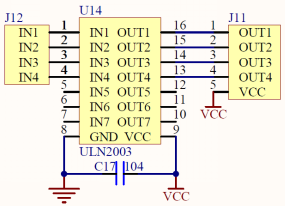 J12 U14 J11
IN1 1 IN1 OUT1 16 1 OUT1
IN2 2 IN2 OUT2 15 2 OUT2
IN3 3 IN3 OUT3 14 3 OUT3
IN4 4 IN4 OUT4 13 4 OUT4
5 IN5 OUT5 12 5 VCC
6 IN6 OUT6 11
7 IN7 OUT7 10 VCC
8 GND VCC 9
ULN2003
C17 104
VCC